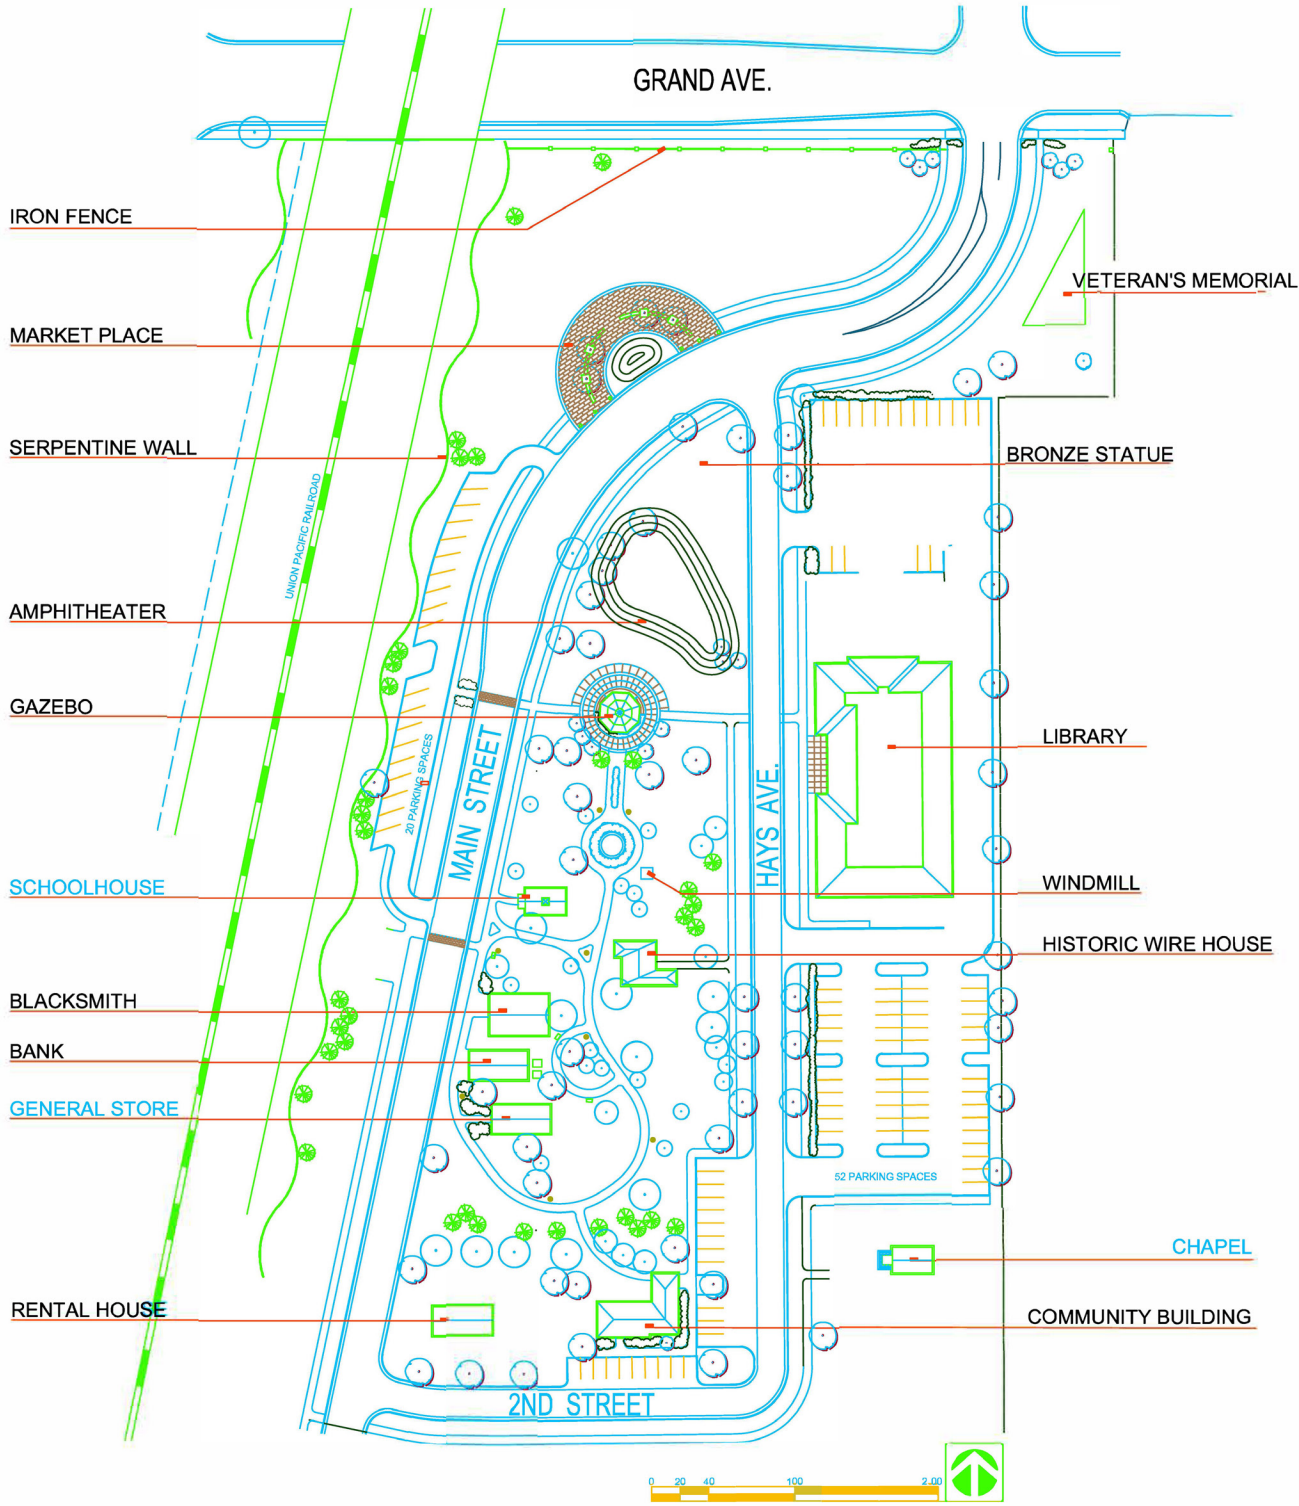 GRAND AVE.
IRON FENCE
VETERAN'S MEMORIAL
MARKET PLACE
SERPENTINE WALL
BRONZE STATUE
UNION PACIFIC RAILROAD
AMPHITHEATER
GAZEBO
LIBRARY
20 PARKING SPACES
MAIN STREET
HAYS AVE.
SCHOOLHOUSE
WINDMILL
HISTORIC WIRE HOUSE
BLACKSMITH
BANK
GENERAL STORE
52 PARKING SPACES
CHAPEL
RENTAL HOUSE
COMMUNITY BUILDING
2ND STREET
0 20 40 100 2.00